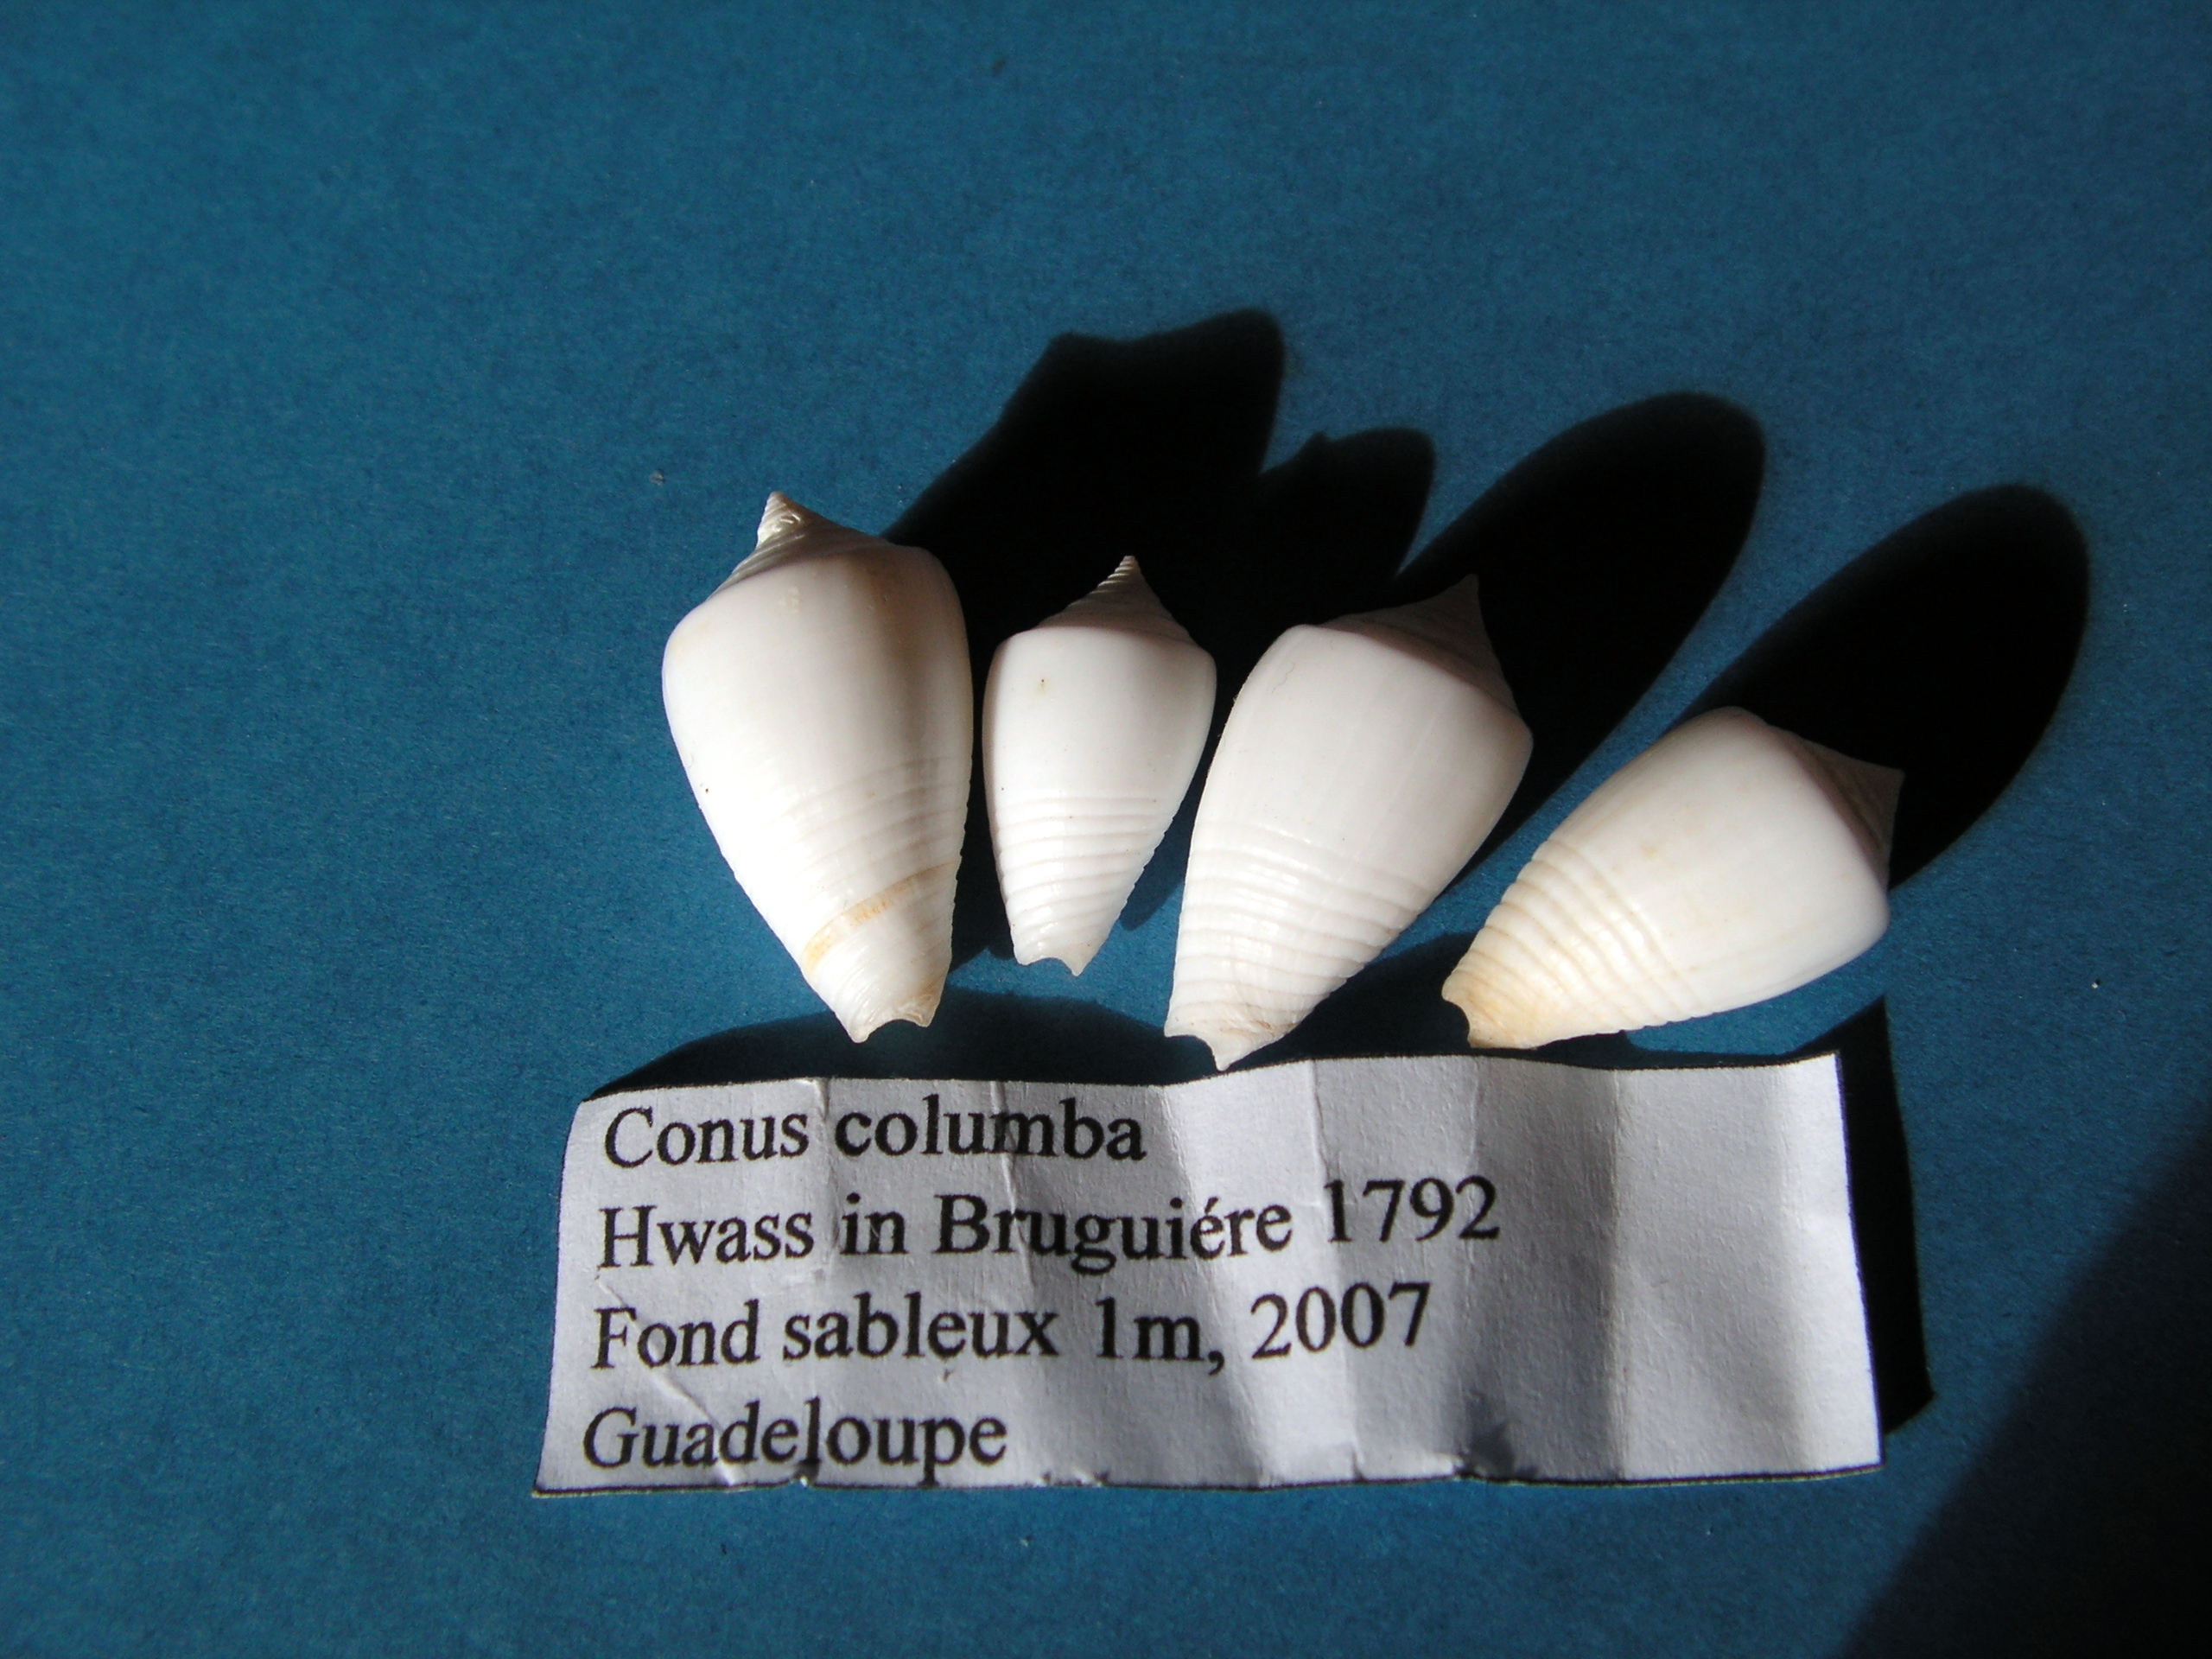 Conus columba
Hwass in Bruguiére 1792
Fond sableux 1m, 2007
Guadeloupe